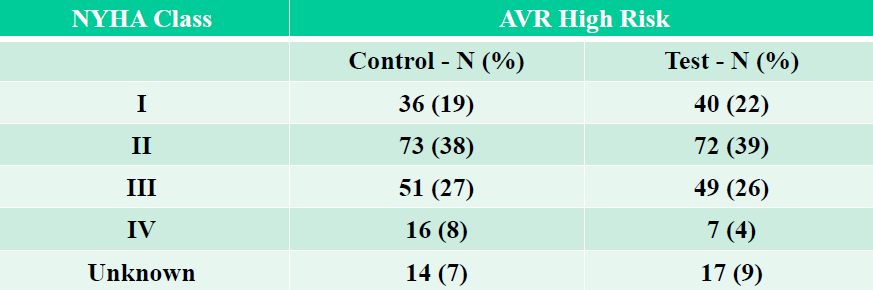 NYHA Class AVR High Risk
Control - N (%) Test - N (%)
I 36 (19) 40 (22)
II 73 (38) 72 (39)
III 51 (27) 49 (26)
IV 16 (8) 7 (4)
Unknown 14 (7) 17 (9)